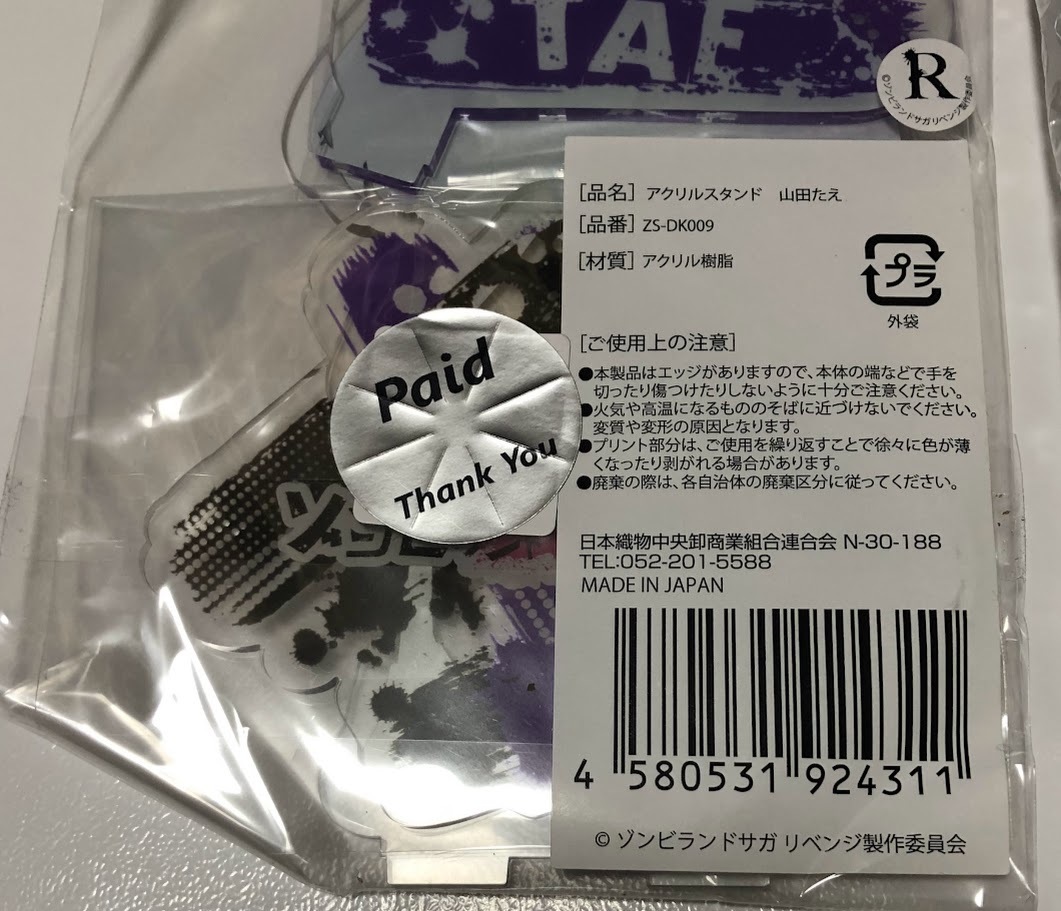 TAE
R
©ゾンビランドサガ リベンジ製作委員会
[品名] アクリルスタンド 山田たえ
[品番] ZS-DK009
[材質] アクリル樹脂
プラ
外袋
[ご使用上の注意]
●本製品はエッジがありますので、本体の端などで手を
切ったり傷つけたりしないように十分ご注意ください。
●火気や高温になるもののそばに近づけないでください。
変質や変形の原因となります。
●プリント部分は、ご使用を繰り返すことで徐々に色が薄
くなったり剥がれる場合があります。
●廃棄の際は、各自治体の廃棄区分に従ってください。
Paid
Thank You
日本織物中央卸商業組合連合会 N-30-188
TEL:052-201-5588
MADE IN JAPAN
4 580531 924311
© ゾンビランドサガ リベンジ製作委員会